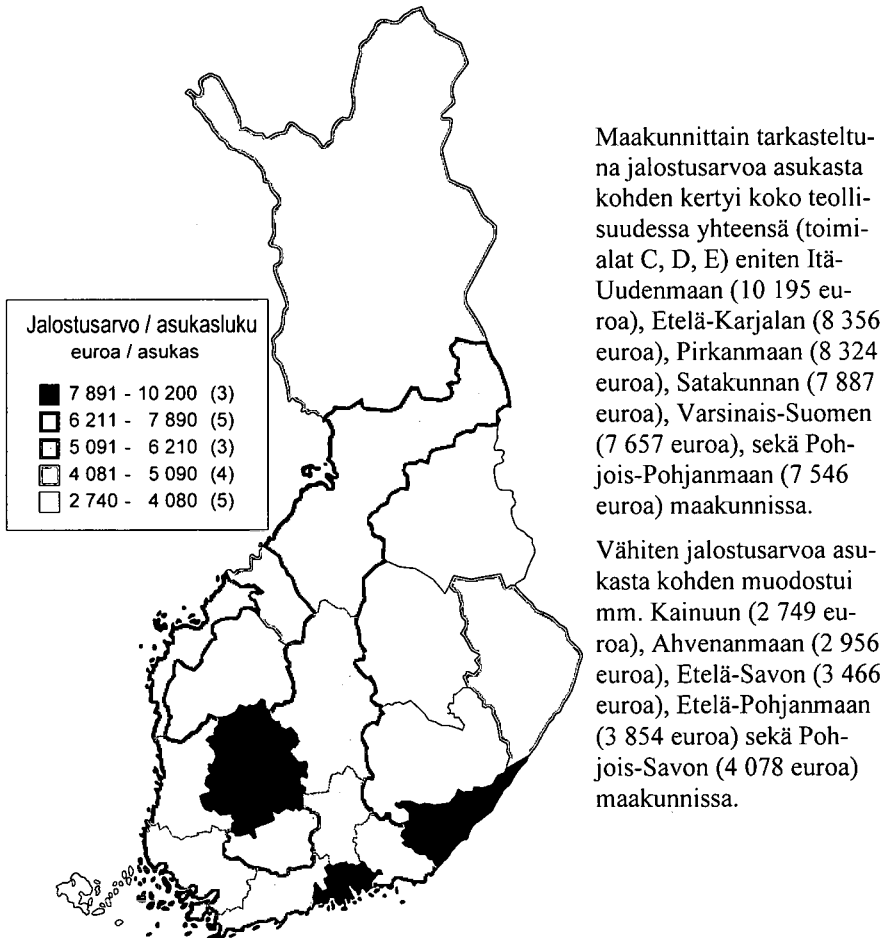 Maakunnittain tarkasteltu-
na jalostusarvoa asukasta
kohden kertyi koko teolli-
suudessa yhteensä (toimi-
alat C, D, E) eniten Itä-
Uudenmaan (10 195 eu-
roa), Etelä-Karjalan (8 356
euroa), Pirkanmaan (8 324
euroa), Satakunnan (7 887
euroa), Varsinais-Suomen
(7 657 euroa), sekä Poh-
jois-Pohjanmaan (7 546
euroa) maakunnissa.
Vähiten jalostusarvoa asu-
kasta kohden muodostui
mm. Kainuun (2 749 eu-
roa), Ahvenanmaan (2 956
euroa), Etelä-Savon (3 466
euroa), Etelä-Pohjanmaan
(3 854 euroa) sekä Poh-
jois-Savon (4 078 euroa)
maakunnissa.
Jalostusarvo / asukasluku
euroa / asukas
7 891 - 10 200 (3)
6 211 - 7 890 (5)
5 091 - 6 210 (3)
4 081 - 5 090 (4)
2 740 - 4 080 (5)